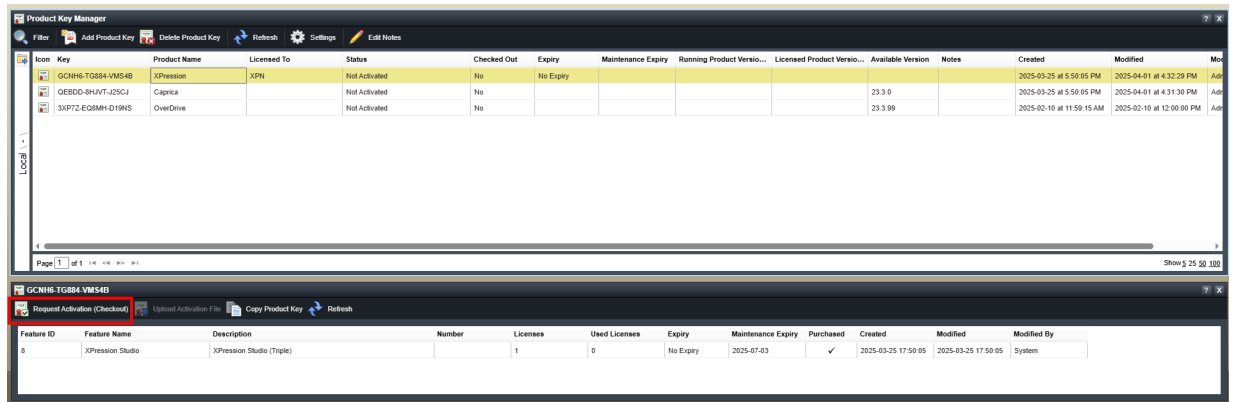 Product Key Manager ? X
Filter Add Product Key Delete Product Key Refresh Settings Edit Notes
Icon Key Product Name Licensed To Status Checked Out Expiry Maintenance Expiry Running Product Versio... Licensed Product Versio... Available Version Notes Created Modified Mod
GCNH6-TG884-VMS4B XPression XPN Not Activated No No Expiry 2025-03-25 at 5:50:05 PM 2025-04-01 at 4:32:29 PM Adr
QEBDD-8HJVT-J25CJ Caprica Not Activated No 23.3.0 2025-03-25 at 5:50:05 PM 2025-04-01 at 4:31:30 PM Adr
3XP7Z-EQ8MH-D19NS OverDrive Not Activated No 23.3.99 2025-02-10 at 11:59:15 AM 2025-02-10 at 12:00:00 PM Adr
Local
Page 1 of 1 Show 5 25 50 100
GCNH6-TG884-VMS4B ? X
Request Activation (Checkout) Upload Activation File Copy Product Key Refresh
Feature ID Feature Name Description Number Licenses Used Licenses Expiry Maintenance Expiry Purchased Created Modified Modified By
8 XPression Studio XPression Studio (Triple) 1 0 No Expiry 2025-07-03 ✓ 2025-03-25 17:50:05 2025-03-25 17:50:05 System